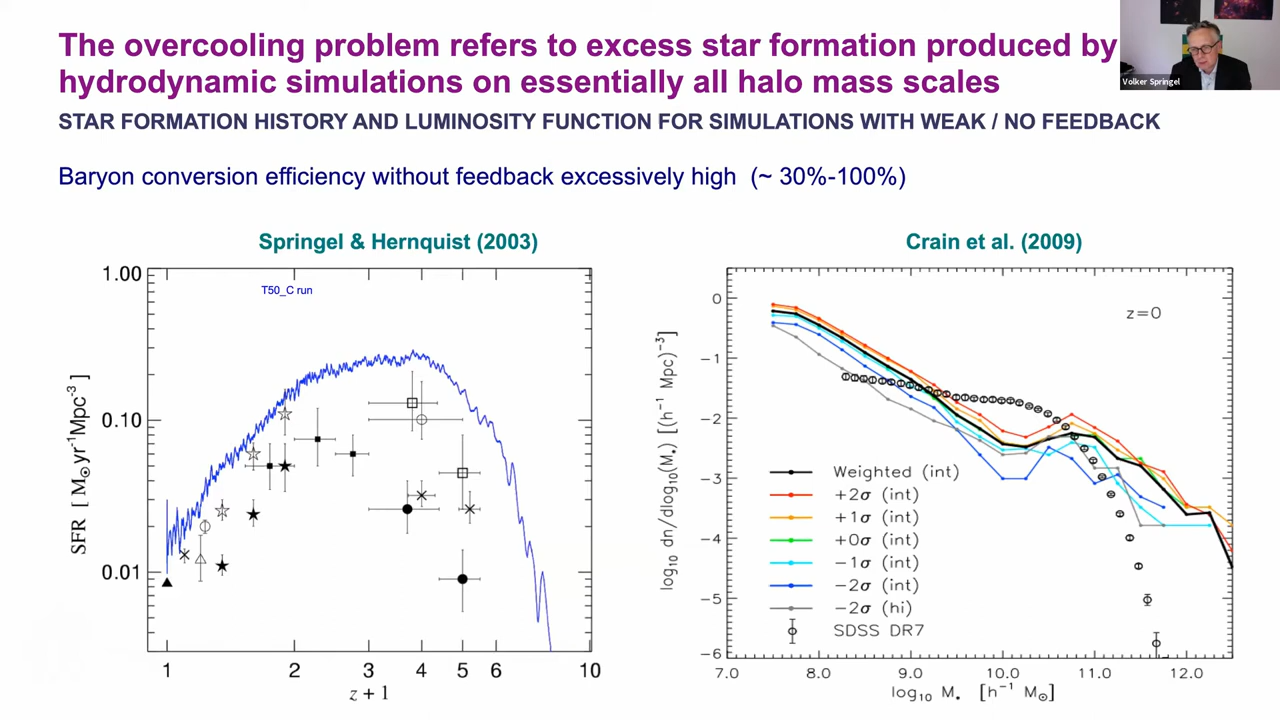 The overcooling problem refers to excess star formation produced by
hydrodynamic simulations on essentially all halo mass scales
Volker Springel
STAR FORMATION HISTORY AND LUMINOSITY FUNCTION FOR SIMULATIONS WITH WEAK / NO FEEDBACK
Baryon conversion efficiency without feedback excessively high (~ 30%-100%)
Springel & Hernquist (2003)
T50_C run
1.00
0.10
0.01
SFR [ M⊙ yr⁻¹ Mpc⁻³ ]
1 2 3 4 5 6 10
z + 1
Crain et al. (2009)
z=0
0
−1
−2
−3
−4
−5
−6
log₁₀ dn/dlog₁₀(M⋆) [(h⁻¹ Mpc)⁻³]
Weighted (int)
+2σ (int)
+1σ (int)
+0σ (int)
−1σ (int)
−2σ (int)
−2σ (hi)
SDSS DR7
7.0 8.0 9.0 10.0 11.0 12.0
log₁₀ M⋆ [h⁻¹ M⊙]